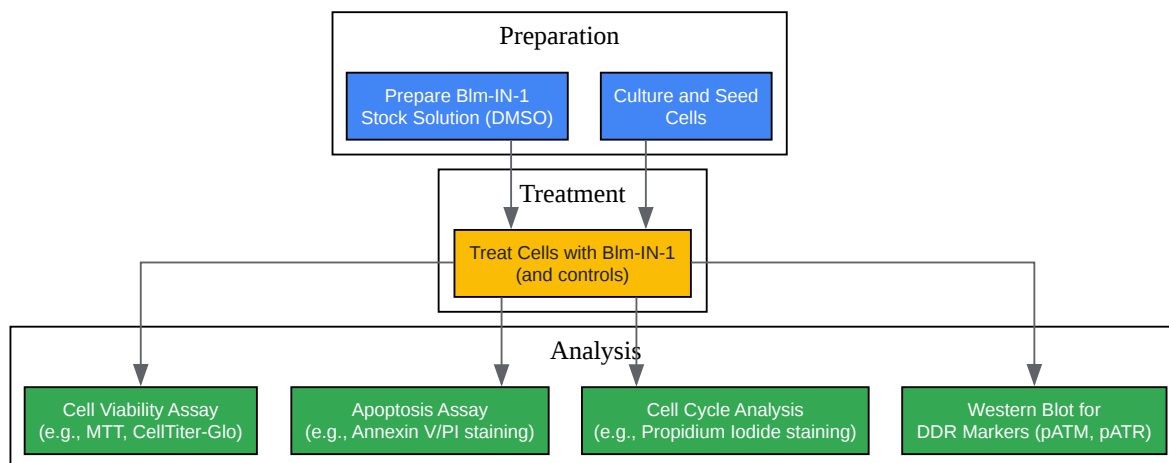 Preparation
Prepare Blm-IN-1
Stock Solution (DMSO)
Culture and Seed
Cells
Treatment
Treat Cells with Blm-IN-1
(and controls)
Analysis
Cell Viability Assay
(e.g., MTT, CellTiter-Glo)
Apoptosis Assay
(e.g., Annexin V/PI staining)
Cell Cycle Analysis
(e.g., Propidium Iodide staining)
Western Blot for
DDR Markers (pATM, pATR)